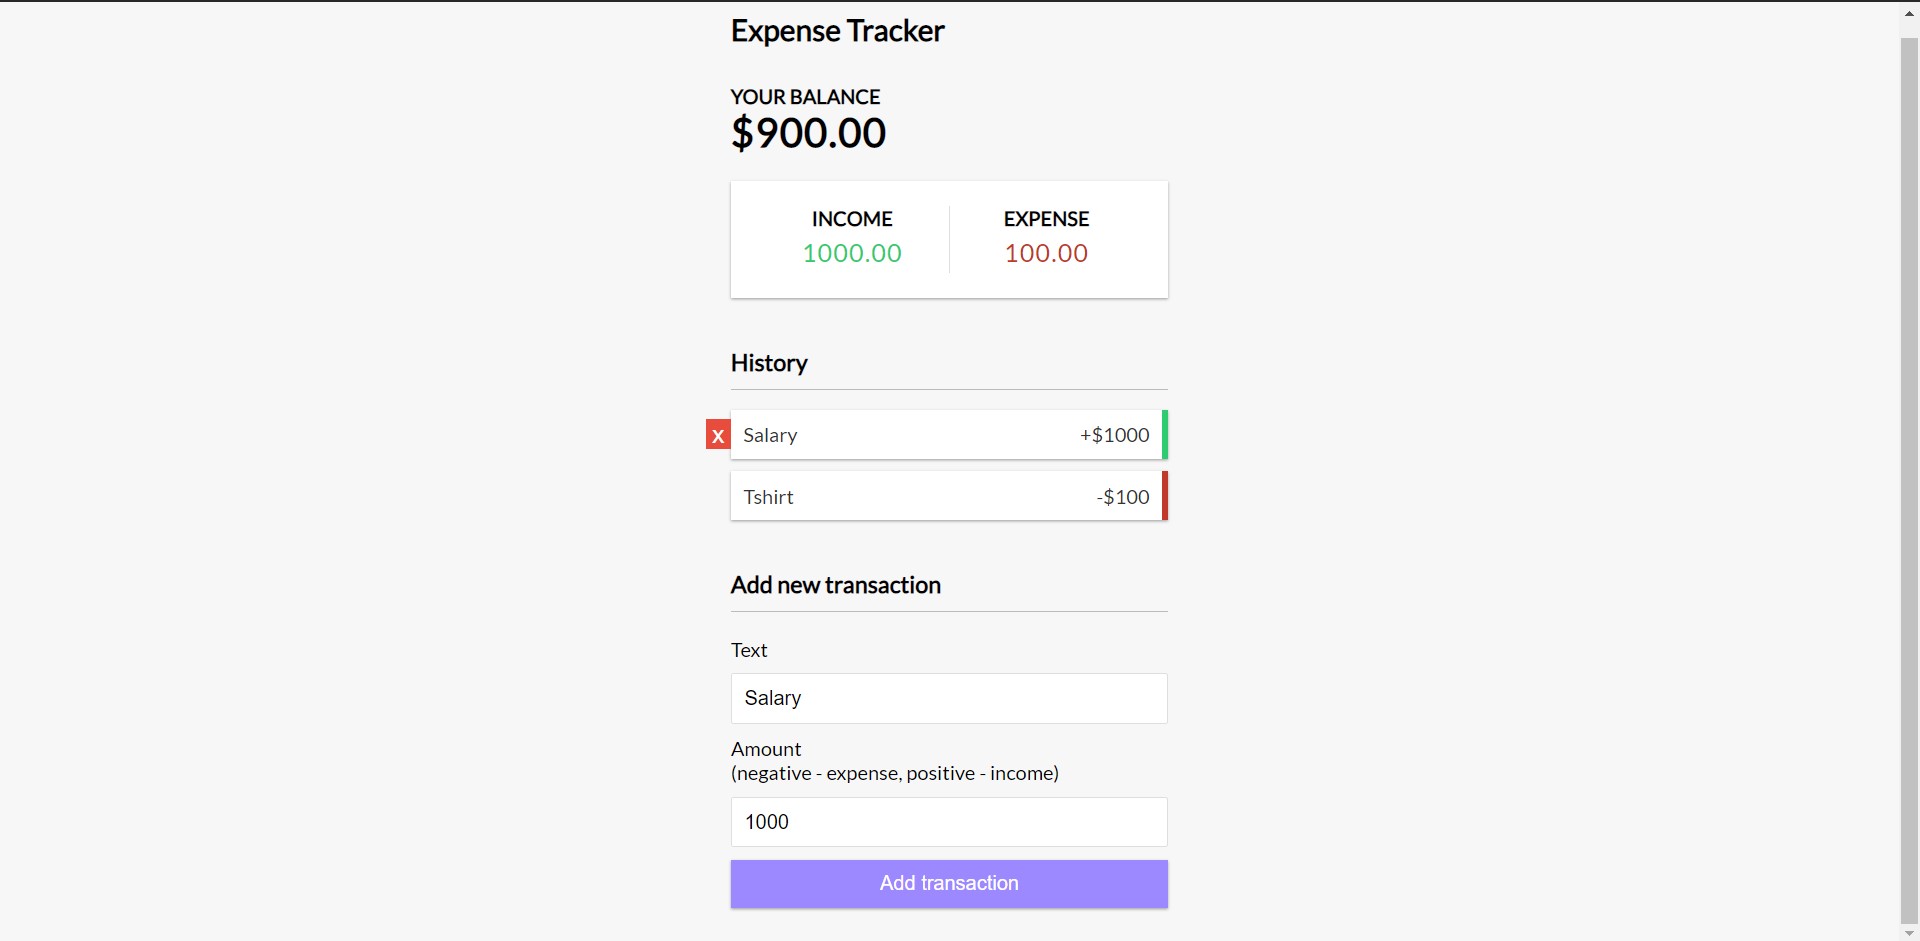 Expense Tracker
YOUR BALANCE
$900.00
INCOME EXPENSE
1000.00 100.00
History
x Salary +$1000
Tshirt -$100
Add new transaction
Text
Salary
Amount
(negative - expense, positive - income)
1000
Add transaction